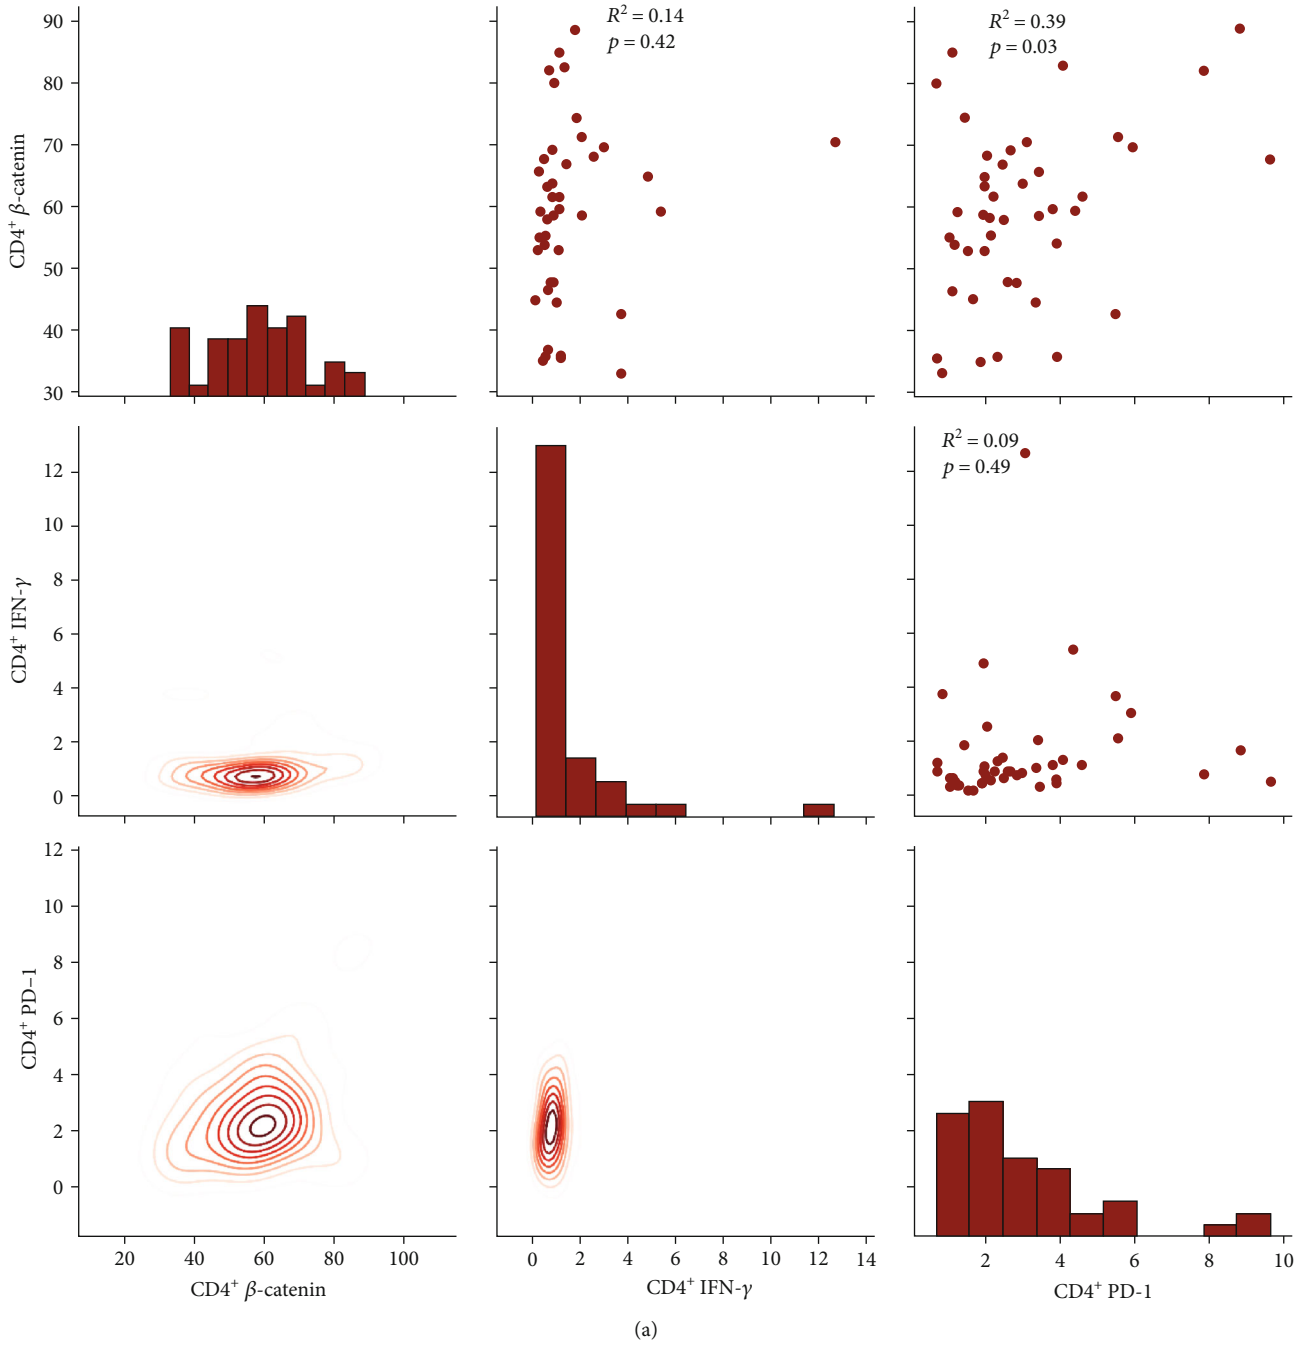 90
80
70
60
50
40
30
CD4⁺ β-catenin
R² = 0.14
p = 0.42
R² = 0.39
p = 0.03
12
10
8
6
4
2
0
CD4⁺ IFN-γ
R² = 0.09
p = 0.49
12
10
8
6
4
2
0
CD4⁺ PD–1
20 40 60 80 100
CD4⁺ β-catenin
0 2 4 6 8 10 12 14
CD4⁺ IFN-γ
2 4 6 8 10
CD4⁺ PD-1
(a)